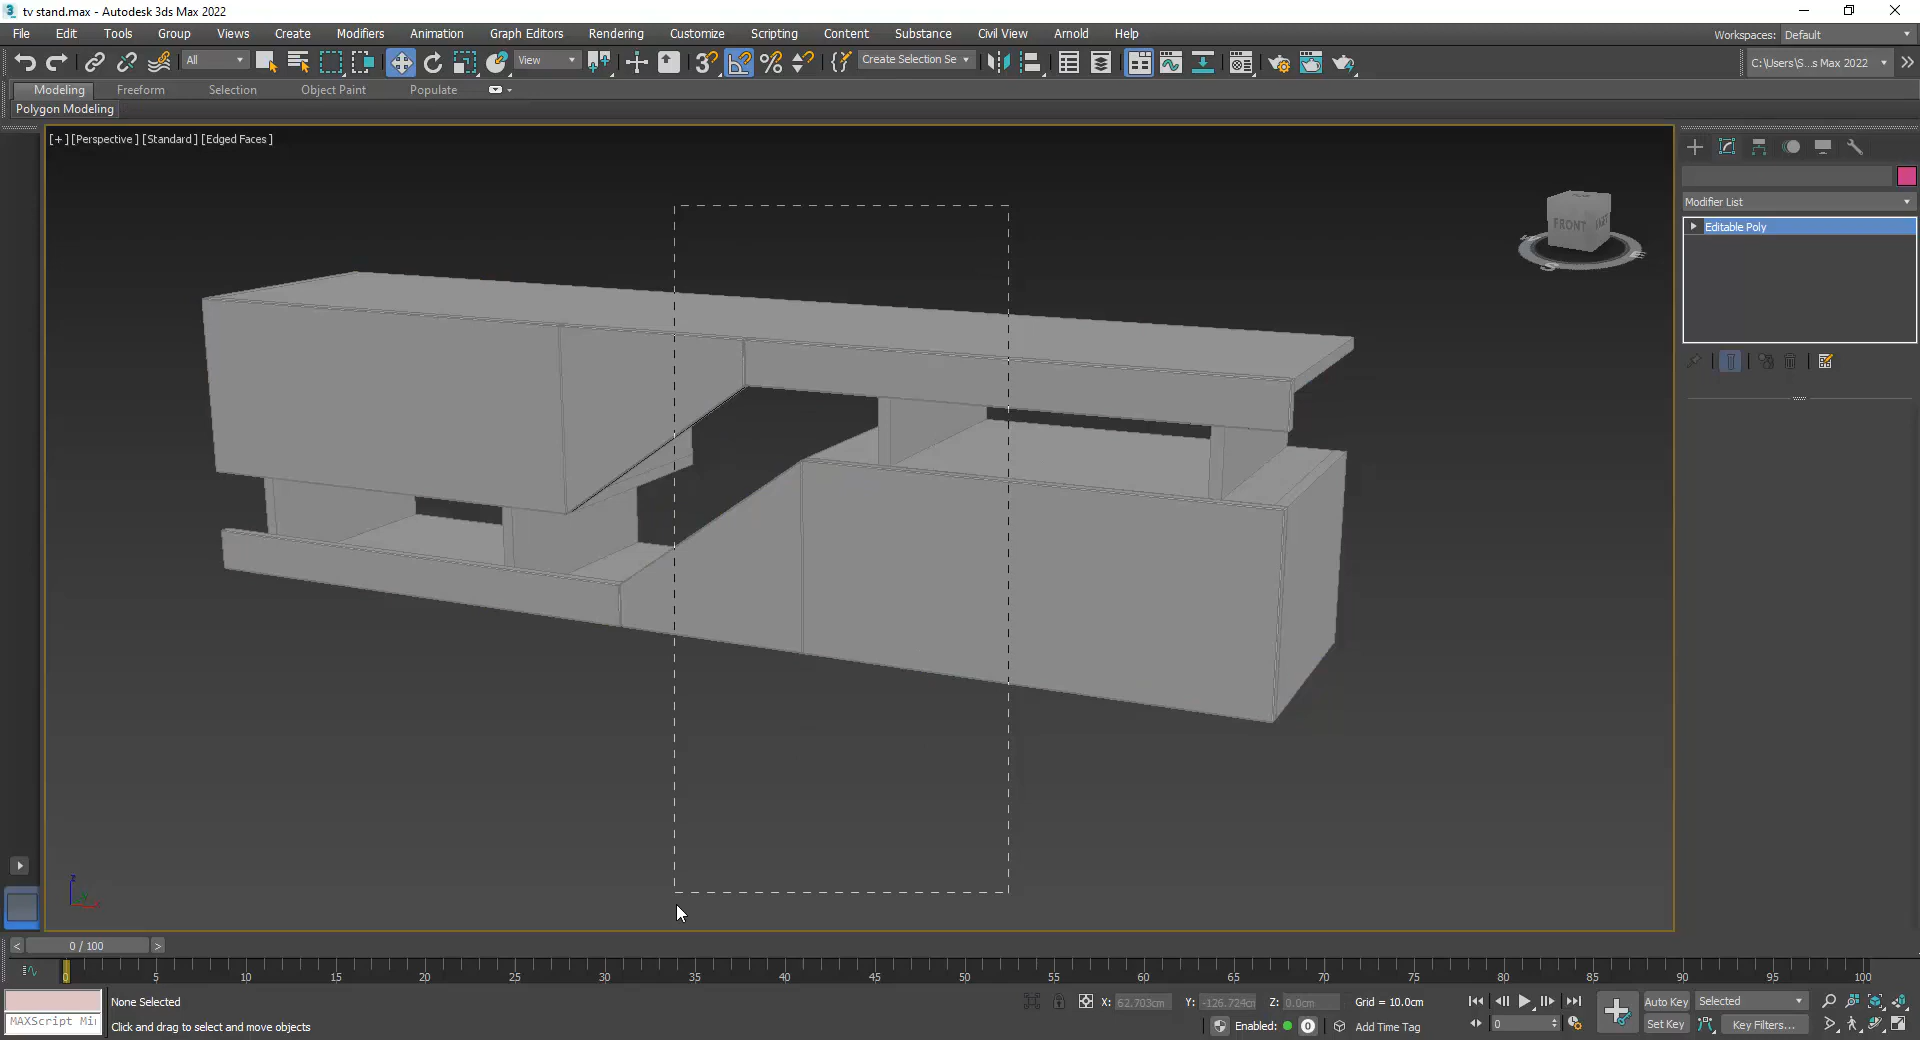 tv stand.max - Autodesk 3ds Max 2022
File Edit Tools Group Views Create Modifiers Animation Graph Editors Rendering Customize Scripting Content Substance Civil View Arnold Help
Workspaces: Default
All
View
Create Selection Se
C:\Users\S...s Max 2022
Modeling Freeform Selection Object Paint Populate
Polygon Modeling
[+] [Perspective] [Standard] [Edged Faces]
FRONT
S
E
Modifier List
Editable Poly
z
< 0 / 100 >
0 5 10 15 20 25 30 35 40 45 50 55 60 65 70 75 80 85 90 95 100
None Selected
X: 62.703cm Y: -126.724cm Z: 0.0cm Grid = 10.0cm
Auto Key Selected
MAXScript Mi
Click and drag to select and move objects
Enabled: 0 Add Time Tag
0
Set Key Key Filters...